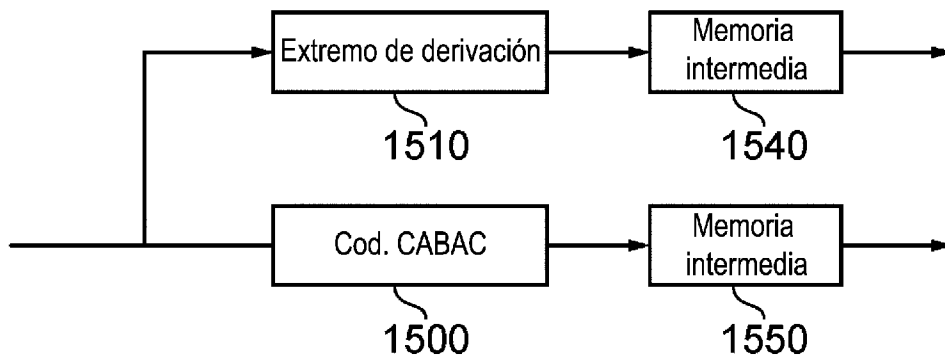 Extremo de derivación
Memoria
intermedia
1510
1540
Cod. CABAC
Memoria
intermedia
1500
1550